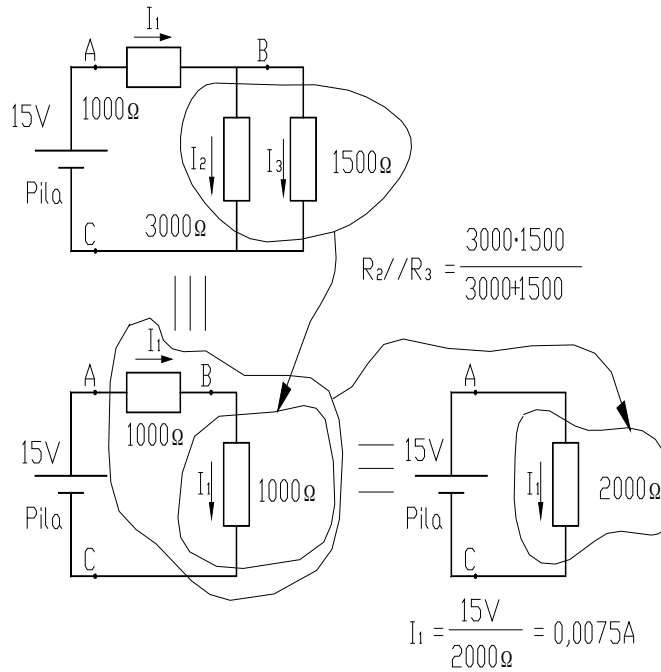 I₁
A
B
15V
1000Ω
Pila
I₂
I₃
1500Ω
C
3000Ω
R₂//R₃ = 3000·1500
3000+1500
I₁
A
B
1000Ω
15V
I₁
1000Ω
Pila
C
A
15V
I₁
2000Ω
Pila
C
I₁ = 15V = 0,0075A
2000Ω